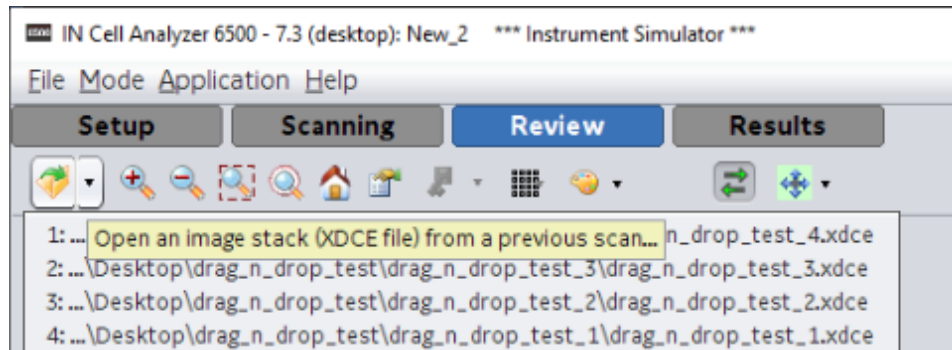 IN Cell Analyzer 6500 - 7.3 (desktop): New_2 *** Instrument Simulator ***
File Mode Application Help
Setup Scanning Review Results
1: ... Open an image stack (XDCE file) from a previous scan... n_drop_test_4.xdce
2: ...\Desktop\drag_n_drop_test\drag_n_drop_test_3\drag_n_drop_test_3.xdce
3: ...\Desktop\drag_n_drop_test\drag_n_drop_test_2\drag_n_drop_test_2.xdce
4: ...\Desktop\drag_n_drop_test\drag_n_drop_test_1\drag_n_drop_test_1.xdce